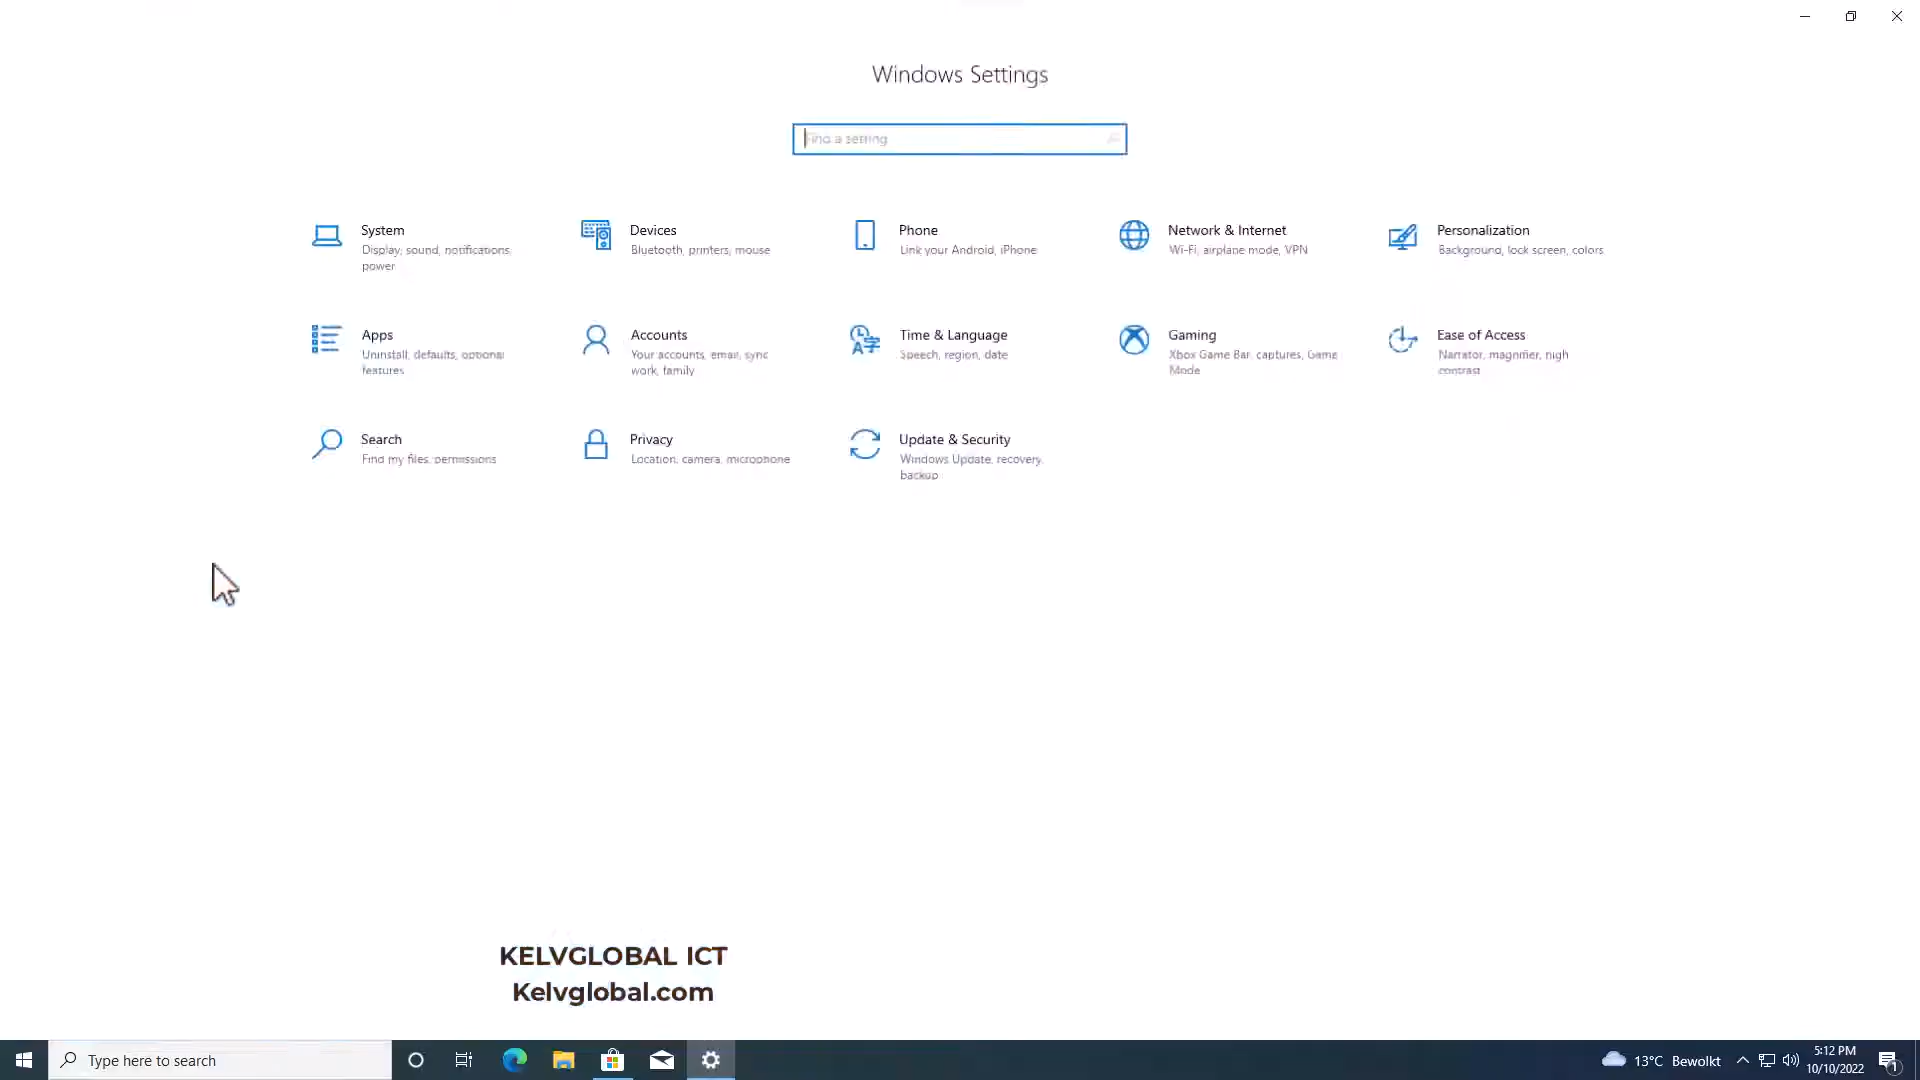 Windows Settings
Find a setting
System
Display, sound, notifications,
power
Devices
Bluetooth, printers, mouse
Phone
Link your Android, iPhone
Network & Internet
Wi-Fi, airplane mode, VPN
Personalization
Background, lock screen, colors
Apps
Uninstall, defaults, optional
features
Accounts
Your accounts, email, sync,
work, family
Time & Language
Speech, region, date
Gaming
Xbox Game Bar, captures, Game
Mode
Ease of Access
Narrator, magnifier, high
contrast
Search
Find my files, permissions
Privacy
Location, camera, microphone
Update & Security
Windows Update, recovery,
backup
KELVGLOBAL ICT
Kelvglobal.com
Type here to search
13°C Bewolkt
5:12 PM
10/10/2022
1